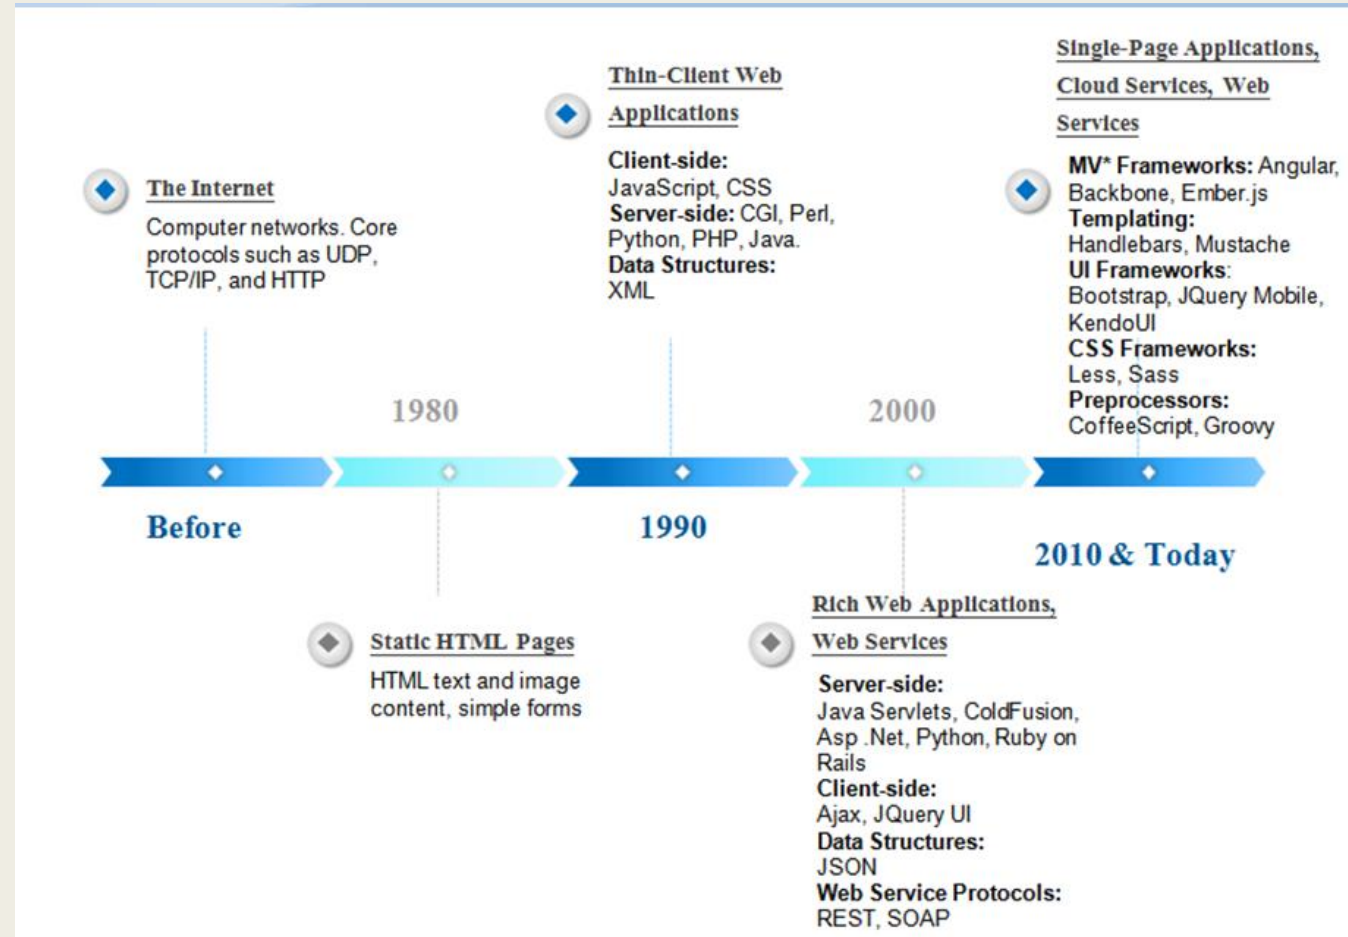 The Internet
Computer networks. Core
protocols such as UDP,
TCP/IP, and HTTP
Before
1980
Static HTML Pages
HTML text and image
content, simple forms
Thin-Client Web
Applications
Client-side:
JavaScript, CSS
Server-side: CGI, Perl,
Python, PHP, Java.
Data Structures:
XML
1990
2000
Rich Web Applications,
Web Services
Server-side:
Java Servlets, ColdFusion,
Asp .Net, Python, Ruby on
Rails
Client-side:
Ajax, JQuery UI
Data Structures:
JSON
Web Service Protocols:
REST, SOAP
Single-Page Applications,
Cloud Services, Web
Services
MV* Frameworks: Angular,
Backbone, Ember.js
Templating:
Handlebars, Mustache
UI Frameworks:
Bootstrap, JQuery Mobile,
KendoUI
CSS Frameworks:
Less, Sass
Preprocessors:
CoffeeScript, Groovy
2010 & Today